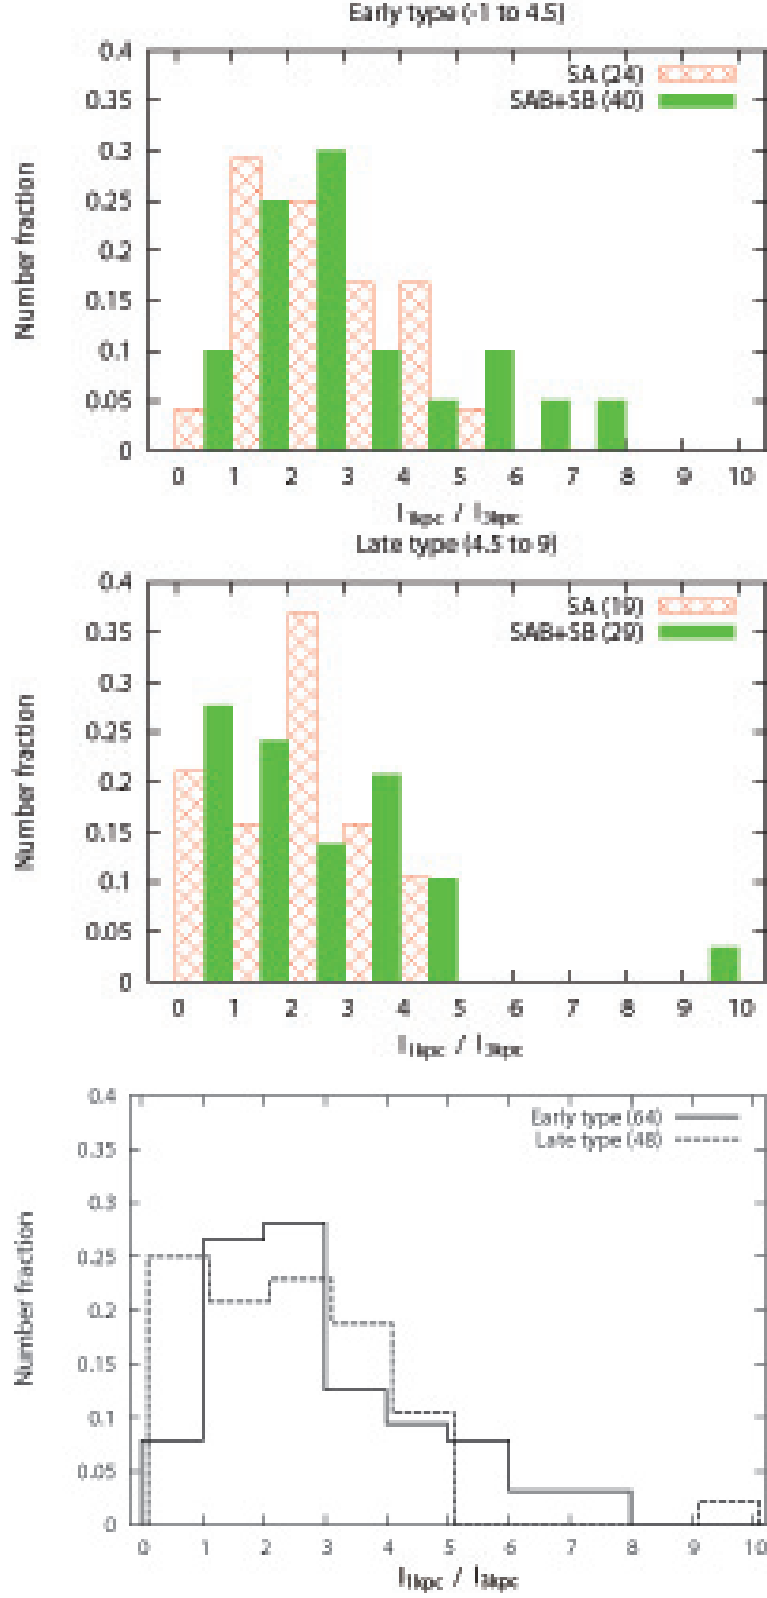 Early type (-1 to 4.5)
0.4
0.35
0.3
0.25
0.2
0.15
0.1
0.05
0
Number fraction
SA (24)
SAB+SB (40)
0 1 2 3 4 5 6 7 8 9 10
I1kpc / I3kpc
Late type (4.5 to 9)
0.4
0.35
0.3
0.25
0.2
0.15
0.1
0.05
0
Number fraction
SA (19)
SAB+SB (29)
0 1 2 3 4 5 6 7 8 9 10
I1kpc / I3kpc
0.4
0.35
0.3
0.25
0.2
0.15
0.1
0.05
0
Number fraction
Early type (64)
Late type (48)
0 1 2 3 4 5 6 7 8 9 10
I1kpc / I3kpc